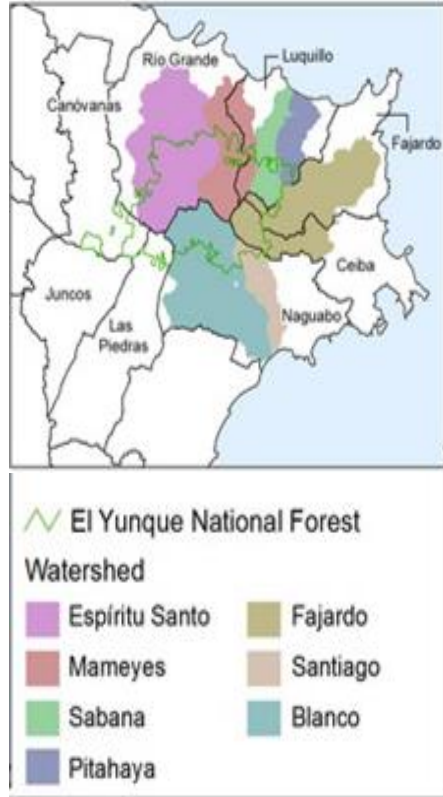 Río Grande
Luquillo
Canóvanas
Fajardo
Ceiba
Juncos
Las
Piedras
Naguabo
El Yunque National Forest
Watershed
Espíritu Santo
Fajardo
Mameyes
Santiago
Sabana
Blanco
Pitahaya